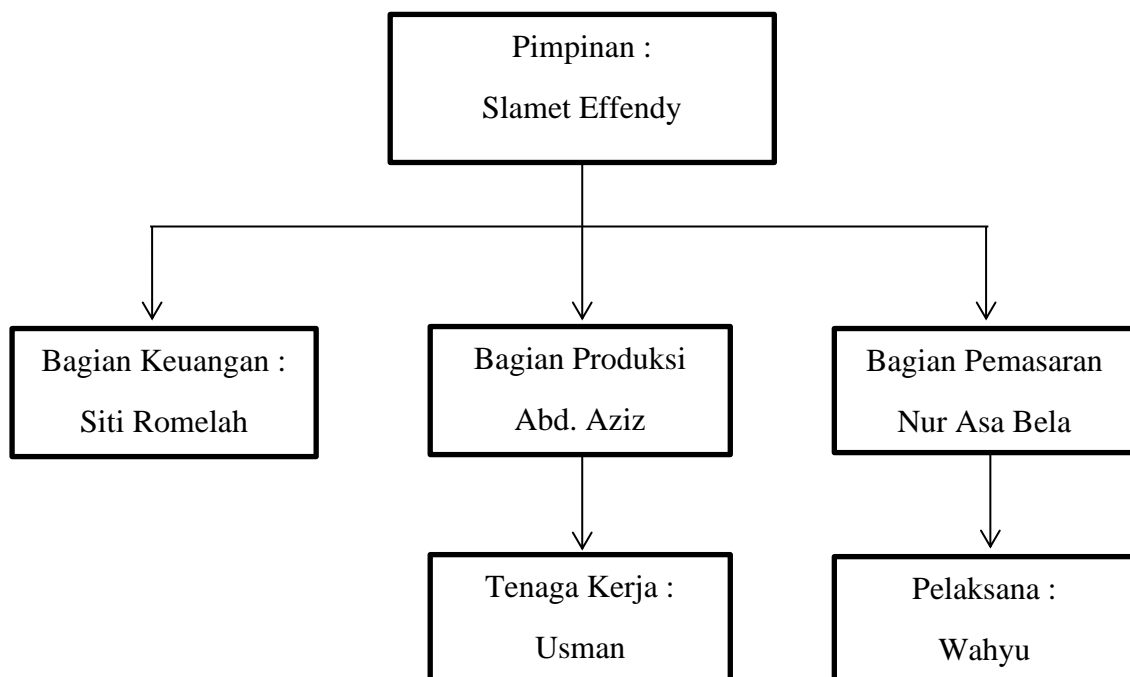 Pimpinan :
Slamet Effendy
Bagian Keuangan :
Siti Romelah
Bagian Produksi
Abd. Aziz
Bagian Pemasaran
Nur Asa Bela
Tenaga Kerja :
Usman
Pelaksana :
Wahyu